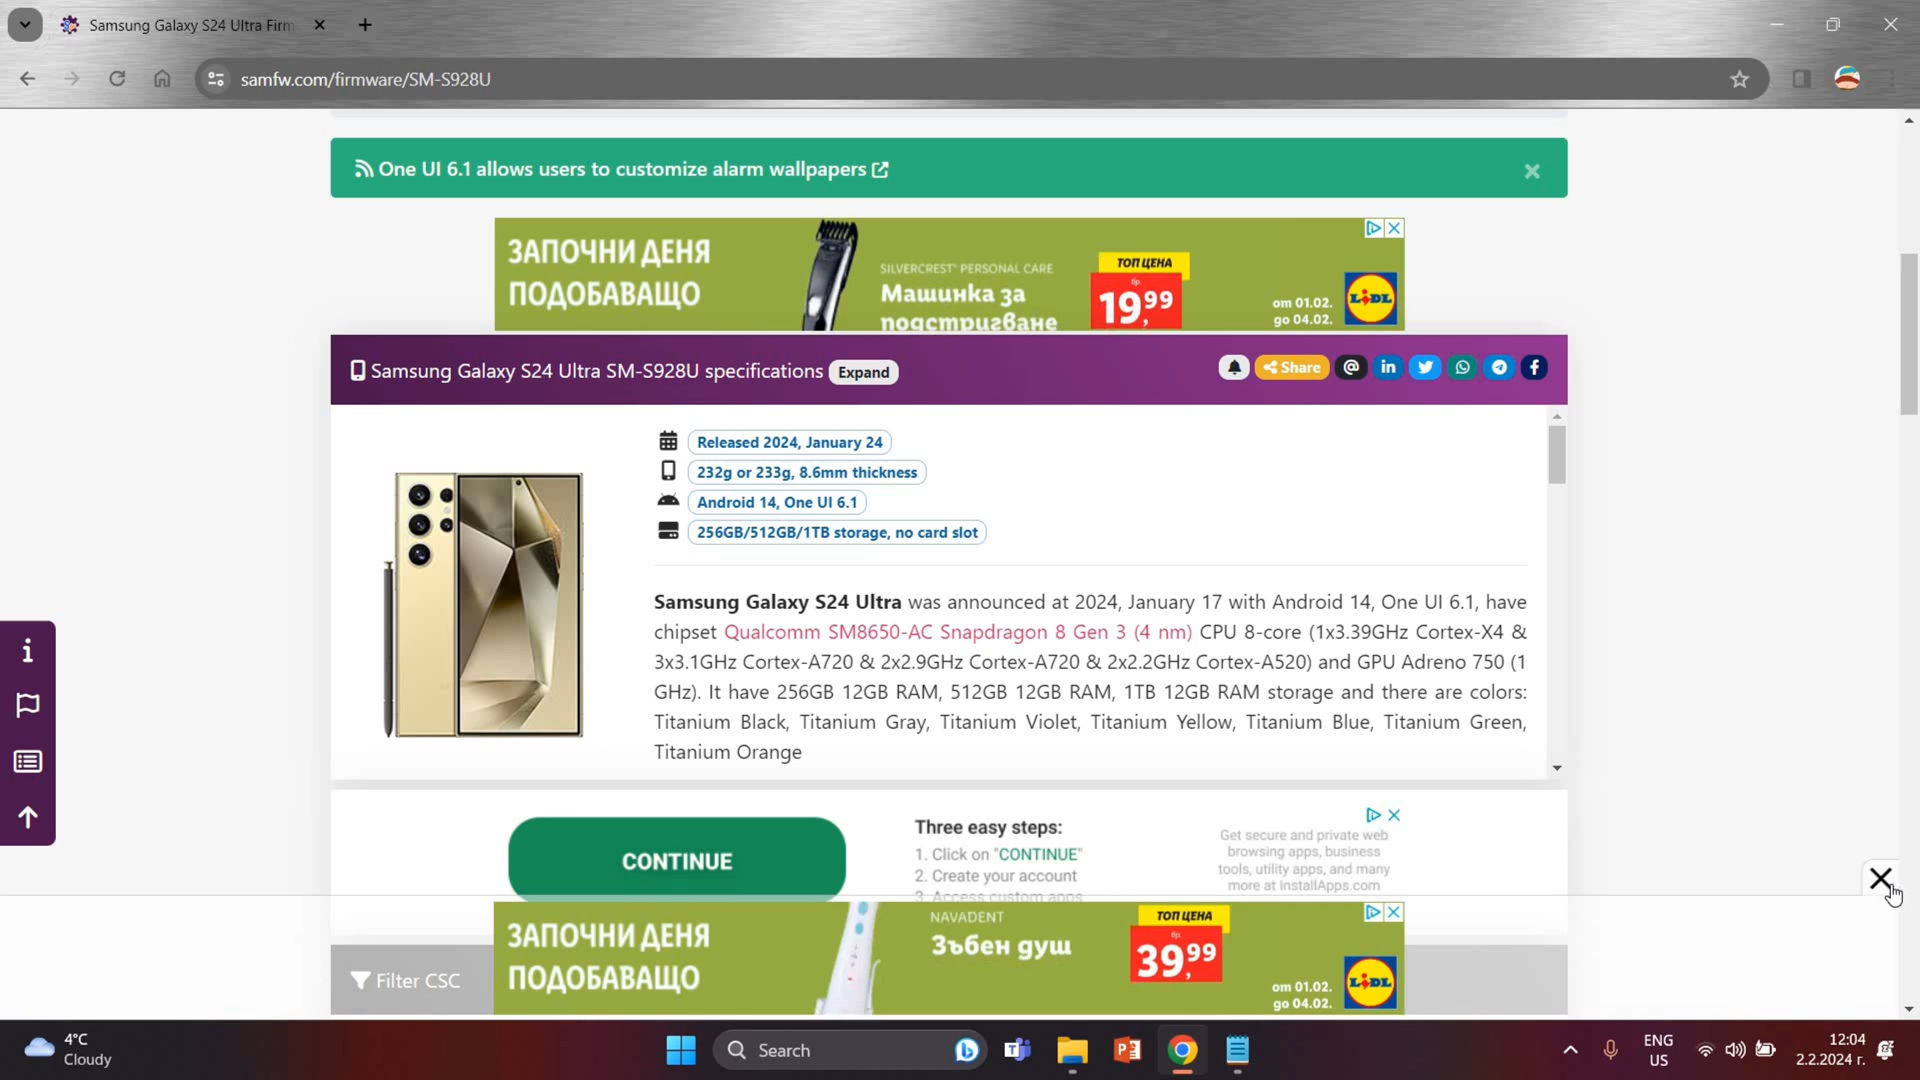 Samsung Galaxy S24 Ultra Firm
samfw.com/firmware/SM-S928U
One UI 6.1 allows users to customize alarm wallpapers
ЗАПОЧНИ ДЕНЯ
ПОДОБАВАЩО
SILVERCREST® PERSONAL CARE
Машинка за
подстригване
ТОП ЦЕНА
бр.
19,99
от 01.02.
до 04.02.
LIDL
Samsung Galaxy S24 Ultra SM-S928U specifications Expand
Share
Released 2024, January 24
232g or 233g, 8.6mm thickness
Android 14, One UI 6.1
256GB/512GB/1TB storage, no card slot
Samsung Galaxy S24 Ultra was announced at 2024, January 17 with Android 14, One UI 6.1, have
chipset Qualcomm SM8650-AC Snapdragon 8 Gen 3 (4 nm) CPU 8-core (1x3.39GHz Cortex-X4 &
3x3.1GHz Cortex-A720 & 2x2.9GHz Cortex-A720 & 2x2.2GHz Cortex-A520) and GPU Adreno 750 (1
GHz). It have 256GB 12GB RAM, 512GB 12GB RAM, 1TB 12GB RAM storage and there are colors:
Titanium Black, Titanium Gray, Titanium Violet, Titanium Yellow, Titanium Blue, Titanium Green,
Titanium Orange
CONTINUE
Three easy steps:
1. Click on "CONTINUE"
2. Create your account
3. Access custom apps
Get secure and private web
browsing apps, business
tools, utility apps, and many
more at InstallApps.com
Filter CSC
ЗАПОЧНИ ДЕНЯ
ПОДОБАВАЩО
NAVADENT
Зъбен душ
ТОП ЦЕНА
бр.
39,99
от 01.02.
до 04.02.
LIDL
4°C
Cloudy
Search
ENG
US
12:04
2.2.2024 г.